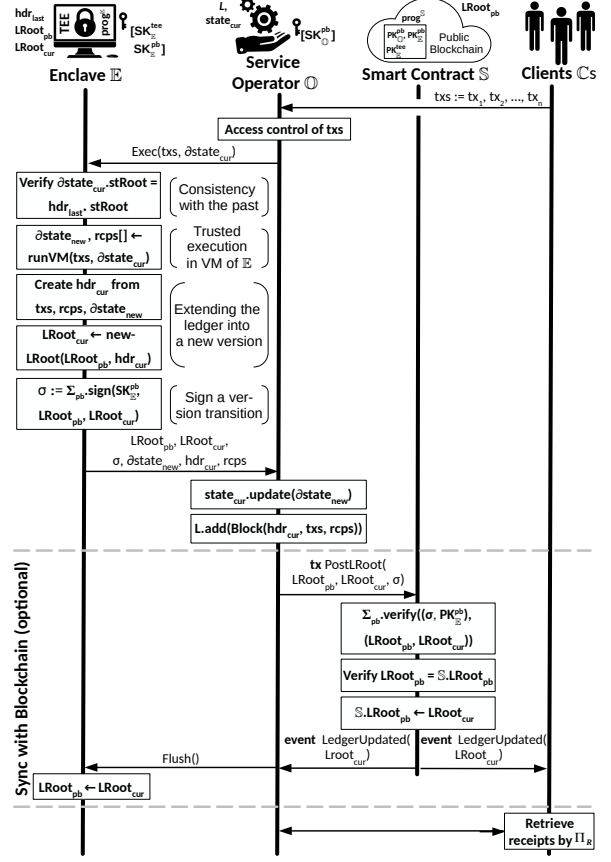 hdr_last
LRoot_pb
LRoot_cur
TEE
prog^𝕊
[SK_𝔼^tee
SK_𝔼^pb]
Enclave 𝔼
L,
state_cur
[SK_𝕆^pb]
Service
Operator 𝕆
prog^𝕊
PK_𝕆^pb, PK_𝔼^pb
PK_𝔼^tee
Public
Blockchain
LRoot_pb
Smart Contract 𝕊
Clients ℂs
txs := tx_1, tx_2, ..., tx_n
Access control of txs
Exec(txs, ∂state_cur)
Verify ∂state_cur.stRoot =
hdr_last. stRoot
Consistency
with the past
∂state_new, rcps[] ←
runVM(txs, ∂state_cur)
Trusted
execution
in VM of 𝔼
Create hdr_cur from
txs, rcps, ∂state_new
LRoot_cur ← new-
LRoot(LRoot_pb, hdr_cur)
Extending the
ledger into
a new version
σ := Σ_pb.sign(SK_𝔼^pb,
LRoot_pb, LRoot_cur)
Sign a ver-
sion transition
LRoot_pb, LRoot_cur,
σ, ∂state_new, hdr_cur, rcps
state_cur.update(∂state_new)
L.add(Block(hdr_cur, txs, rcps))
Sync with Blockchain (optional)
tx PostLRoot(
LRoot_pb, LRoot_cur, σ)
Σ_pb.verify((σ, PK_𝔼^pb),
(LRoot_pb, LRoot_cur))
Verify LRoot_pb = 𝕊.LRoot_pb
𝕊.LRoot_pb ← LRoot_cur
event LedgerUpdated(
Lroot_cur)
event LedgerUpdated(
LRoot_cur)
Flush()
LRoot_pb ← LRoot_cur
Retrieve
receipts by Π_R